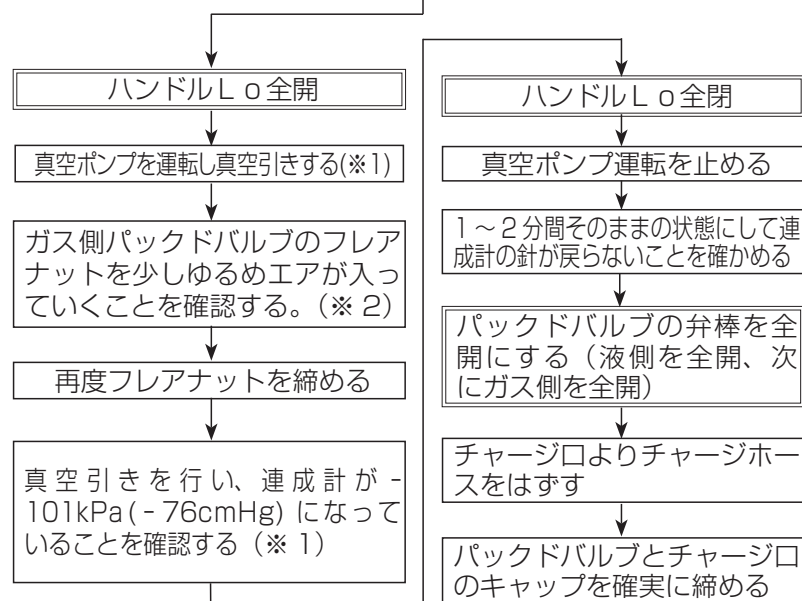 ハンドルLo全開
真空ポンプを運転し真空引きする(※1)
ガス側パックドバルブのフレア
ナットを少しゆるめエアが入っ
ていくことを確認する。(※ 2)
再度フレアナットを締める
真空引きを行い、連成計が -
101kPa(- 76cmHg) になって
いることを確認する(※ 1)
ハンドルLo全閉
真空ポンプ運転を止める
1~2分間そのままの状態にして連
成計の針が戻らないことを確かめる
パックドバルブの弁棒を全
開にする(液側を全開、次
にガス側を全開)
チャージ口よりチャージホー
スをはずす
パックドバルブとチャージ口
のキャップを確実に締める